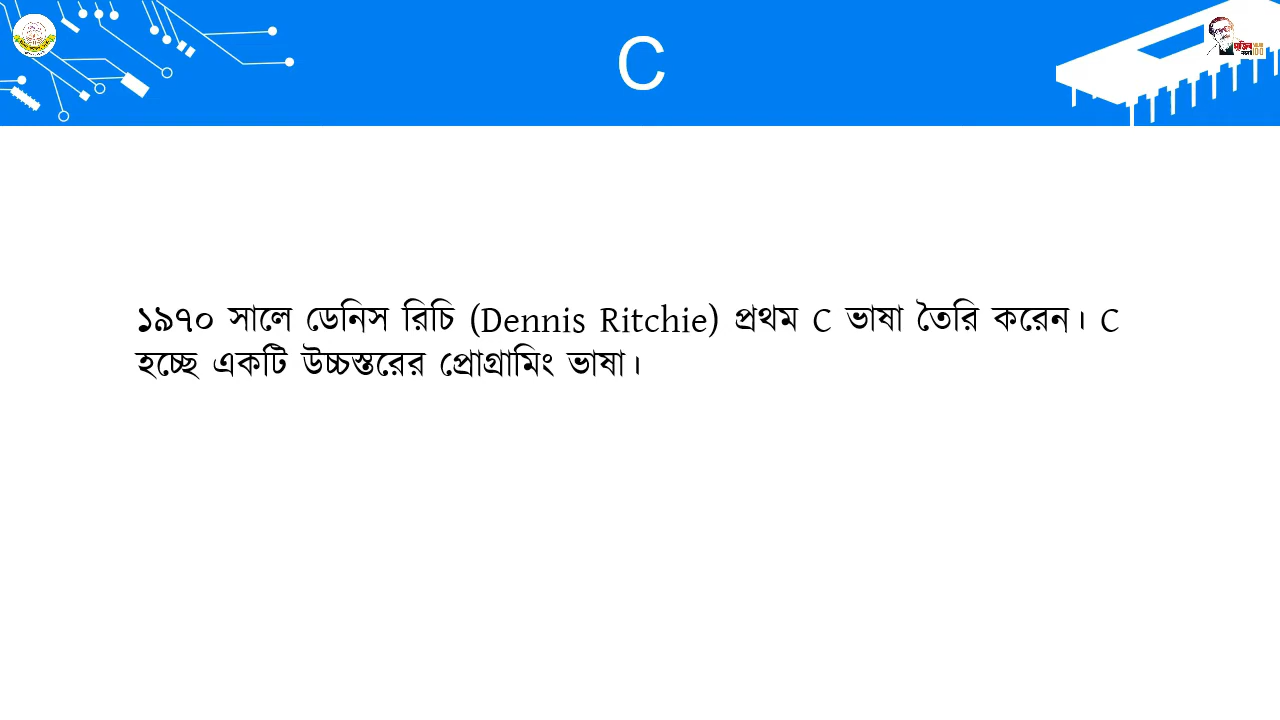 C
১৯৭০ সালে ডেনিস রিচি (Dennis Ritchie) প্রথম C ভাষা তৈরি করেন। C
হচ্ছে একটি উচ্চস্তরের প্রোগ্রামিং ভাষা।